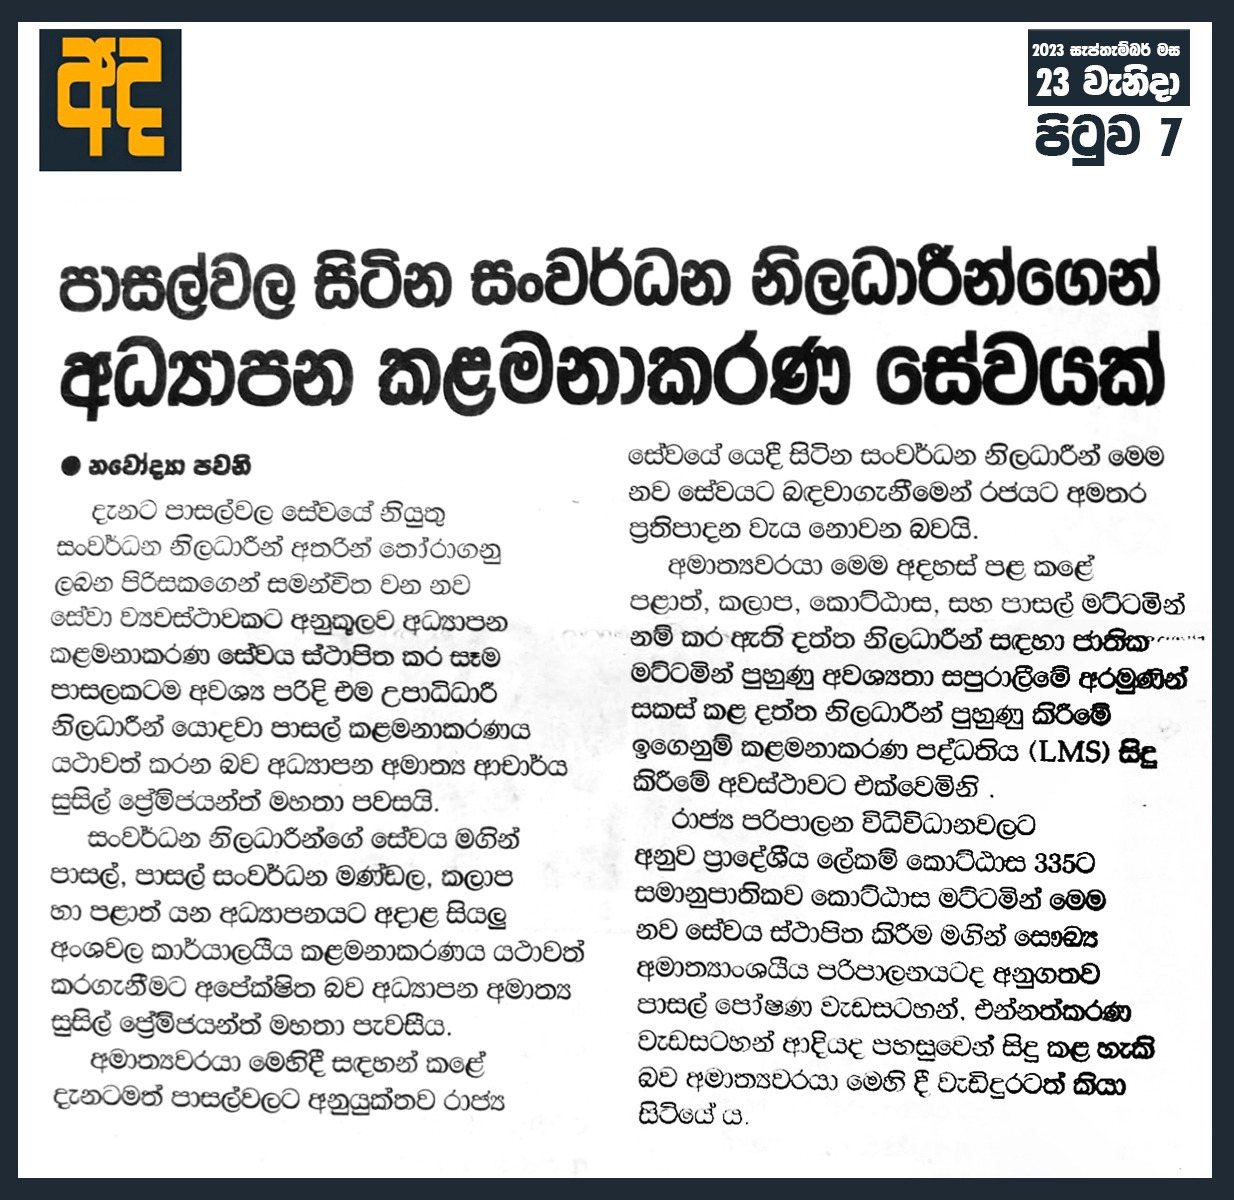 අද
2023 සැප්තැම්බර් මස
23 වැනිදා
පිටුව 7
පාසල්වල සිටින සංවර්ධන නිලධාරීන්ගෙන්
අධ්‍යාපන කළමනාකරණ සේවයක්
● නවෝද්‍යා පවනි
දැනට පාසල්වල සේවයේ නියුතු
සංවර්ධන නිලධාරීන් අතරින් තෝරාගනු
ලබන පිරිසකගෙන් සමන්විත වන නව
සේවා ව්‍යවස්ථාවකට අනුකූලව අධ්‍යාපන
කළමනාකරණ සේවය ස්ථාපිත කර සෑම
පාසලකටම අවශ්‍ය පරිදි එම උපාධිධාරී
නිලධාරීන් යොදවා පාසල් කළමනාකරණය
යථාවත් කරන බව අධ්‍යාපන අමාත්‍ය ආචාර්ය
සුසිල් ප්‍රේම්ජයන්ත් මහතා පවසයි.
සංවර්ධන නිලධාරීන්ගේ සේවය මගින්
පාසල්, පාසල් සංවර්ධන මණ්ඩල, කලාප
හා පළාත් යන අධ්‍යාපනයට අදාළ සියලු
අංශවල කාර්යාලයීය කළමනාකරණය යථාවත්
කරගැනීමට අපේක්ෂිත බව අධ්‍යාපන අමාත්‍ය
සුසිල් ප්‍රේම්ජයන්ත් මහතා පැවසීය.
අමාත්‍යවරයා මෙහිදී සඳහන් කළේ
දැනටමත් පාසල්වලට අනුයුක්තව රාජ්‍ය
සේවයේ යෙදී සිටින සංවර්ධන නිලධාරීන් මෙම
නව සේවයට බඳවාගැනීමෙන් රජයට අමතර
ප්‍රතිපාදන වැය නොවන බවයි.
අමාත්‍යවරයා මෙම අදහස් පළ කළේ
පළාත්, කලාප, කොට්ඨාස, සහ පාසල් මට්ටමින්
නම් කර ඇති දත්ත නිලධාරීන් සඳහා ජාතික
මට්ටමින් පුහුණු අවශ්‍යතා සපුරාලීමේ අරමුණින්
සකස් කළ දත්ත නිලධාරීන් පුහුණු කිරීමේ
ඉගෙනුම් කළමනාකරණ පද්ධතිය (LMS) සිදු
කිරීමේ අවස්ථාවට එක්වෙමිනි .
රාජ්‍ය පරිපාලන විධිවිධානවලට
අනුව ප්‍රාදේශීය ලේකම් කොට්ඨාස 335ට
සමානුපාතිකව කොට්ඨාස මට්ටමින් මෙම
නව සේවය ස්ථාපිත කිරීම මගින් සෞඛ්‍ය
අමාත්‍යාංශයීය පරිපාලනයටද අනුගතව
පාසල් පෝෂණ වැඩසටහන්, එන්නත්කරණ
වැඩසටහන් ආදියද පහසුවෙන් සිදු කළ හැකි
බව අමාත්‍යවරයා මෙහි දී වැඩිදුරටත් කියා
සිටියේ ය.